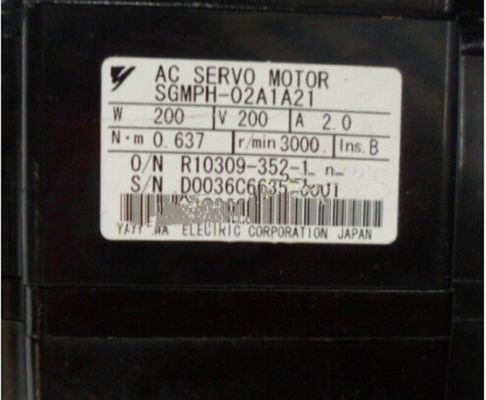 AC SERVO MOTOR
SGMPH-02A1A21
W 200 V 200 A 2.0
N·m 0.637 r/min 3000 Ins. B
O/N R10309-352-1
S/N D0036C6635-
ELECTRIC CORPORATION JAPAN